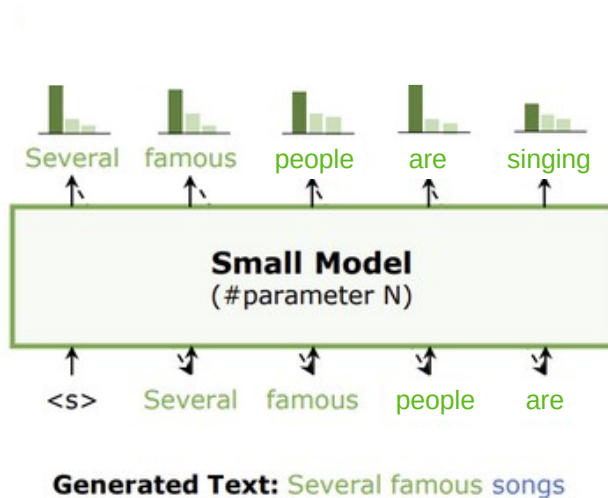 Several famous people are singing
Small Model
(#parameter N)
<s> Several famous people are
Generated Text: Several famous songs